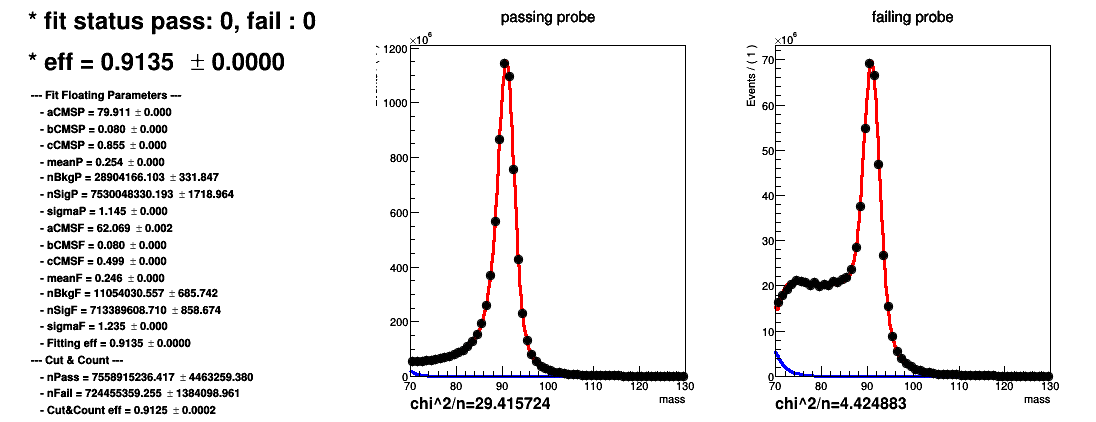 * fit status pass: 0, fail : 0
* eff = 0.9135 ± 0.0000
--- Fit Floating Parameters ---
- aCMSP = 79.911 ± 0.000
- bCMSP = 0.080 ± 0.000
- cCMSP = 0.855 ± 0.000
- meanP = 0.254 ± 0.000
- nBkgP = 28904166.103 ± 331.847
- nSigP = 7530048330.193 ± 1718.964
- sigmaP = 1.145 ± 0.000
- aCMSF = 62.069 ± 0.002
- bCMSF = 0.080 ± 0.000
- cCMSF = 0.499 ± 0.000
- meanF = 0.246 ± 0.000
- nBkgF = 11054030.557 ± 685.742
- nSigF = 713389608.710 ± 858.674
- sigmaF = 1.235 ± 0.000
- Fitting eff = 0.9135 ± 0.0000
--- Cut & Count ---
- nPass = 7558915236.417 ± 4463259.380
- nFail = 724455359.255 ± 1384098.961
- Cut&Count eff = 0.9125 ± 0.0002
passing probe
×10⁶
1200
1000
800
600
400
200
0
70 80 90 100 110 120 130
mass
chi^2/n=29.415724
failing probe
×10⁶
Events / ( 1 )
70
60
50
40
30
20
10
0
70 80 90 100 110 120 130
mass
chi^2/n=4.424883